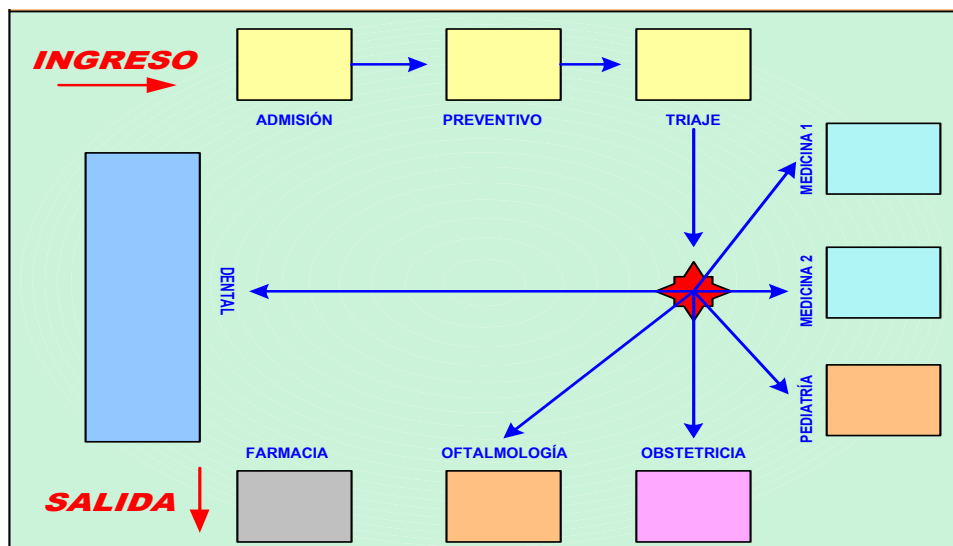 INGRESO
ADMISIÓN
PREVENTIVO
TRIAJE
MEDICINA 1
MEDICINA 2
DENTAL
PEDIATRÍA
FARMACIA
OFTALMOLOGÍA
OBSTETRICIA
SALIDA